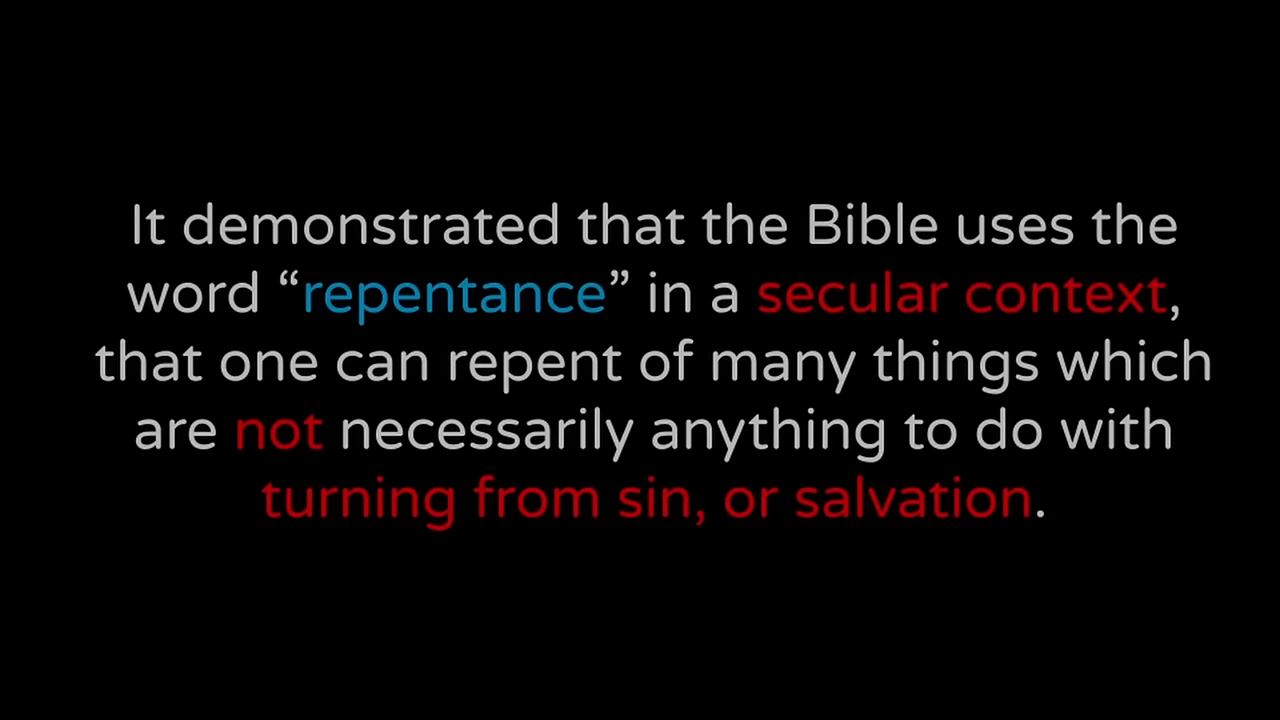 It demonstrated that the Bible uses the
word “repentance” in a secular context,
that one can repent of many things which
are not necessarily anything to do with
turning from sin, or salvation.